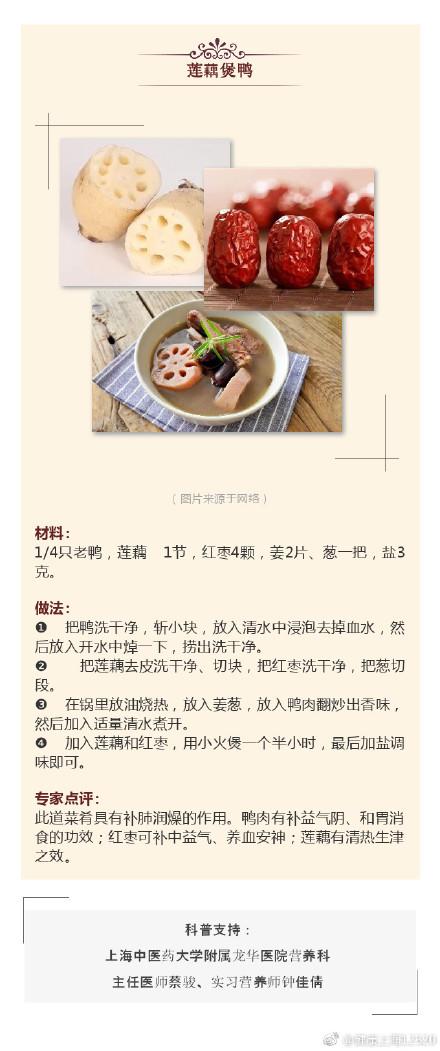 莲藕煲鸭
（图片来源于网络）
材料：
1/4只老鸭，莲藕 1节，红枣4颗，姜2片、葱一把，盐3
克。
做法：
❶ 把鸭洗干净，斩小块，放入清水中浸泡去掉血水，然
后放入开水中焯一下，捞出洗干净。
❷ 把莲藕去皮洗干净、切块，把红枣洗干净，把葱切
段。
❸ 在锅里放油烧热，放入姜葱，放入鸭肉翻炒出香味，
然后加入适量清水煮开。
❹ 加入莲藕和红枣，用小火煲一个半小时，最后加盐调
味即可。
专家点评：
此道菜肴具有补肺润燥的作用。鸭肉有补益气阴、和胃消
食的功效；红枣可补中益气、养血安神；莲藕有清热生津
之效。
科普支持：
上海中医药大学附属龙华医院营养科
主任医师蔡骏、实习营养师钟佳倩
@健康上海12320